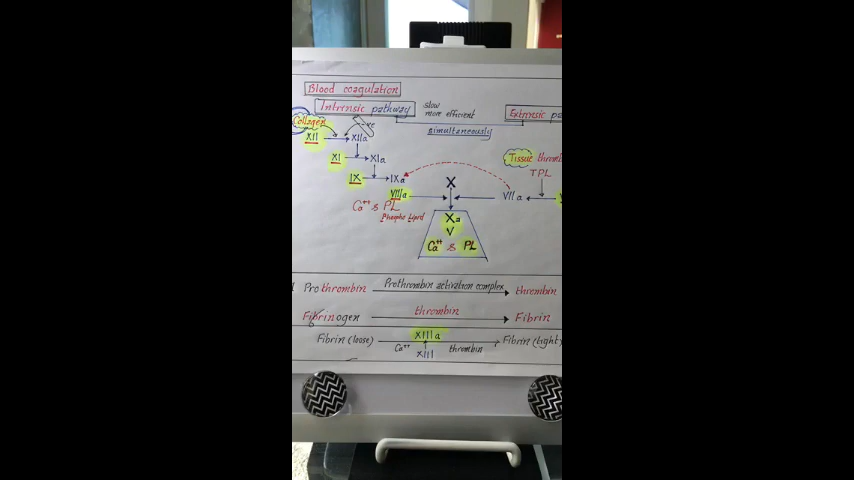 Blood coagulation
Intrinsic pathway
slow
more efficient
simultaneously
Extrinsic pa
Collagen
-ve
XII XIIa
XI XIa
IX IXa
VIIIa
Ca++ & PL
Phospho Lipid
X
VIIa
Tissue thromb
TPL
Xa
V
Ca++ & PL
Prothrombin Prothrombin activation complex thrombin
Fibrinogen thrombin Fibrin
Fibrin (loose) XIIIa Fibrin (tight)
Ca++ XIII thrombin